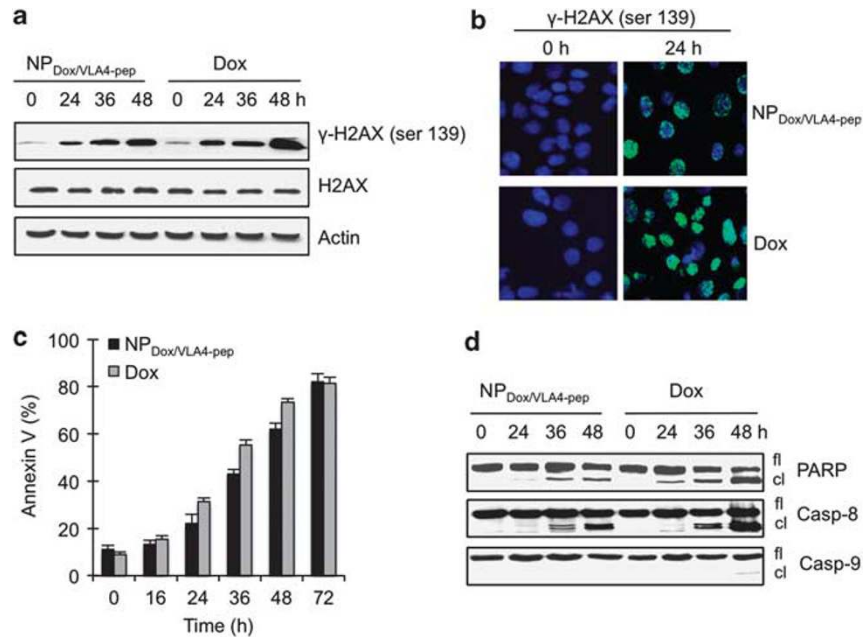 a
NPDox/VLA4-pep Dox
0 24 36 48 0 24 36 48 h
γ-H2AX (ser 139)
H2AX
Actin
b
γ-H2AX (ser 139)
0 h 24 h
NPDox/VLA4-pep
Dox
c
NPDox/VLA4-pep
Dox
Annexin V (%)
100
80
60
40
20
0
0 16 24 36 48 72
Time (h)
d
NPDox/VLA4-pep Dox
0 24 36 48 0 24 36 48 h
fl
cl
PARP
fl
cl
Casp-8
fl
cl
Casp-9